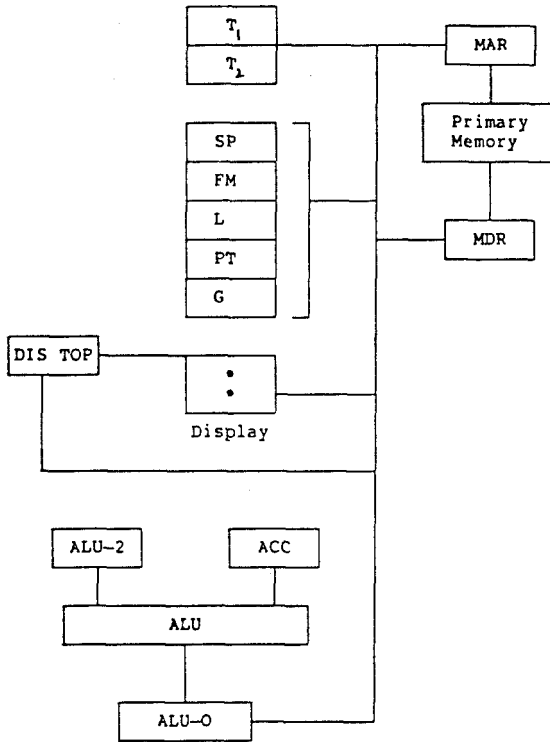 T1
T2
MAR
Primary
Memory
SP
FM
L
PT
G
MDR
DIS TOP
Display
ALU-2
ACC
ALU
ALU-O